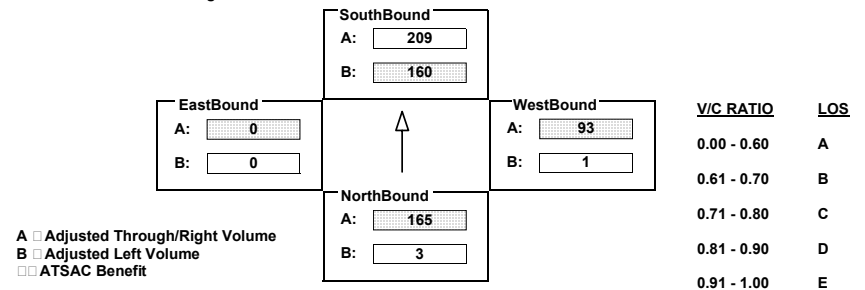 SouthBound
A: 209
B: 160
EastBound
A: 0
B: 0
WestBound
A: 93
B: 1
NorthBound
A: 165
B: 3
A □ Adjusted Through/Right Volume
B □ Adjusted Left Volume
□□ ATSAC Benefit
V/C RATIO LOS
0.00 - 0.60 A
0.61 - 0.70 B
0.71 - 0.80 C
0.81 - 0.90 D
0.91 - 1.00 E